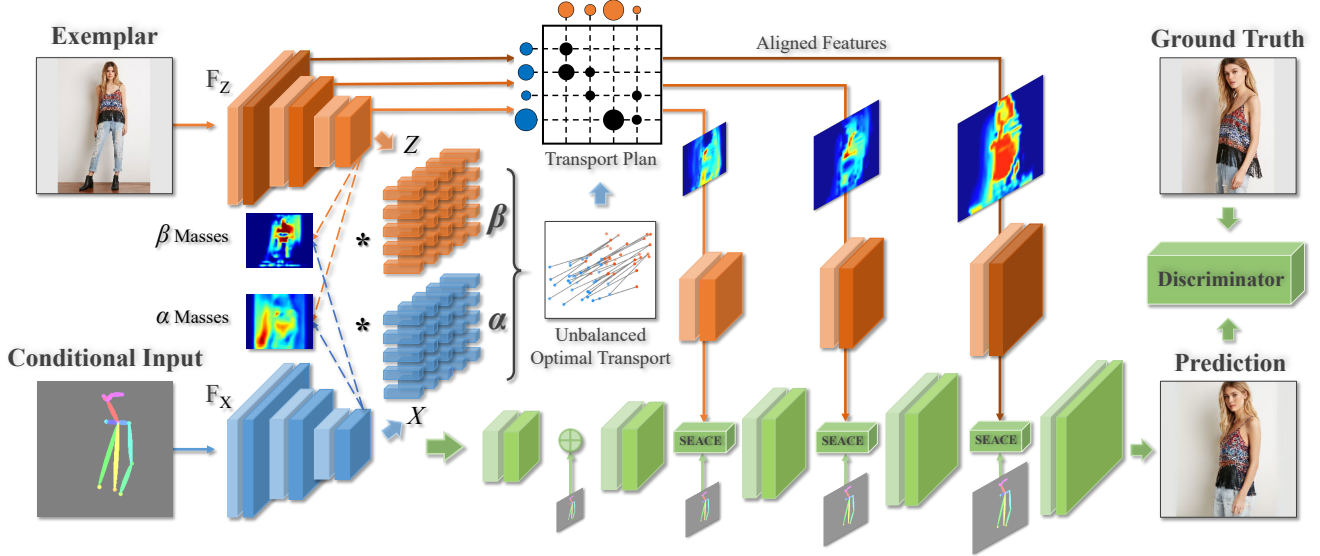 Exemplar
F_Z
Z
β Masses
*
β
α Masses
*
α
Conditional Input
F_X
X
Transport Plan
Unbalanced
Optimal Transport
Aligned Features
SEACE
SEACE
SEACE
Ground Truth
Discriminator
Prediction